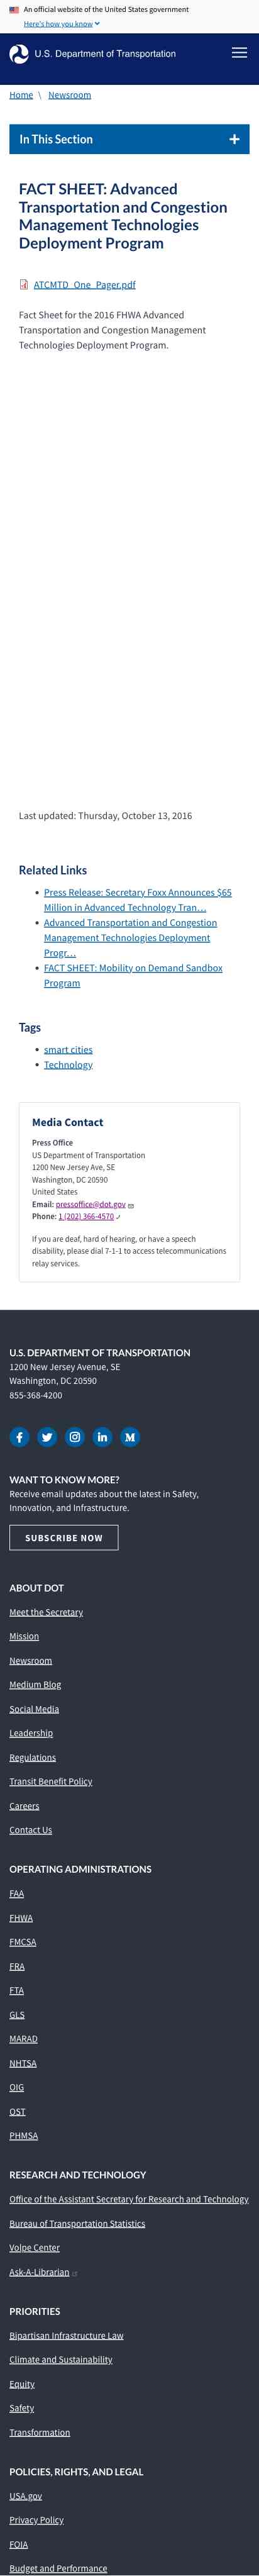 An official website of the United States government
Here's how you know
U.S. Department of Transportation
Home \ Newsroom
In This Section
FACT SHEET: Advanced
Transportation and Congestion
Management Technologies
Deployment Program
ATCMTD_One_Pager.pdf
Fact Sheet for the 2016 FHWA Advanced
Transportation and Congestion Management
Technologies Deployment Program.
Last updated: Thursday, October 13, 2016
Related Links
Press Release: Secretary Foxx Announces $65
Million in Advanced Technology Tran…
Advanced Transportation and Congestion
Management Technologies Deployment
Progr…
FACT SHEET: Mobility on Demand Sandbox
Program
Tags
smart cities
Technology
Media Contact
Press Office
US Department of Transportation
1200 New Jersey Ave, SE
Washington, DC 20590
United States
Email: pressoffice@dot.gov
Phone: 1 (202) 366-4570
If you are deaf, hard of hearing, or have a speech
disability, please dial 7-1-1 to access telecommunications
relay services.
U.S. DEPARTMENT OF TRANSPORTATION
1200 New Jersey Avenue, SE
Washington, DC 20590
855-368-4200
WANT TO KNOW MORE?
Receive email updates about the latest in Safety,
Innovation, and Infrastructure.
SUBSCRIBE NOW
ABOUT DOT
Meet the Secretary
Mission
Newsroom
Medium Blog
Social Media
Leadership
Regulations
Transit Benefit Policy
Careers
Contact Us
OPERATING ADMINISTRATIONS
FAA
FHWA
FMCSA
FRA
FTA
GLS
MARAD
NHTSA
OIG
OST
PHMSA
RESEARCH AND TECHNOLOGY
Office of the Assistant Secretary for Research and Technology
Bureau of Transportation Statistics
Volpe Center
Ask-A-Librarian
PRIORITIES
Bipartisan Infrastructure Law
Climate and Sustainability
Equity
Safety
Transformation
POLICIES, RIGHTS, AND LEGAL
USA.gov
Privacy Policy
FOIA
Budget and Performance